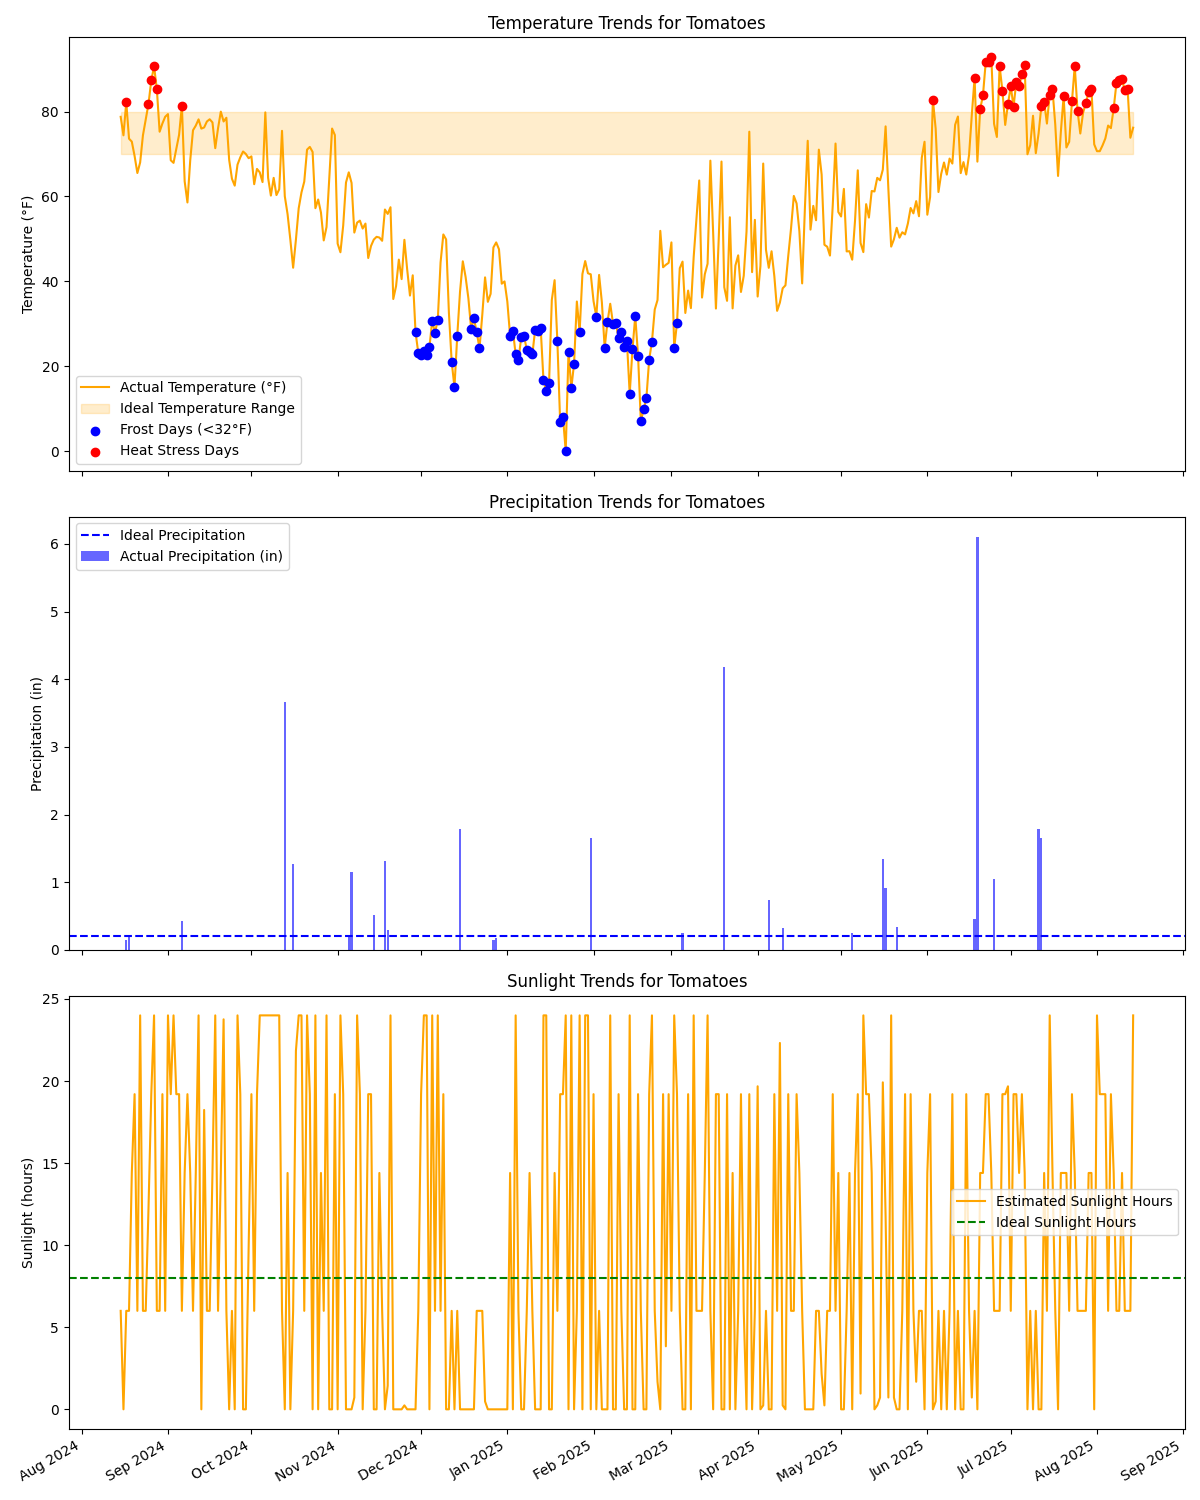 Temperature Trends for Tomatoes
Temperature (°F)
80
60
40
20
0
Actual Temperature (°F)
Ideal Temperature Range
Frost Days (<32°F)
Heat Stress Days
Precipitation Trends for Tomatoes
Precipitation (in)
6
5
4
3
2
1
0
Ideal Precipitation
Actual Precipitation (in)
Sunlight Trends for Tomatoes
Sunlight (hours)
25
20
15
10
5
0
Estimated Sunlight Hours
Ideal Sunlight Hours
Aug 2024
Sep 2024
Oct 2024
Nov 2024
Dec 2024
Jan 2025
Feb 2025
Mar 2025
Apr 2025
May 2025
Jun 2025
Jul 2025
Aug 2025
Sep 2025